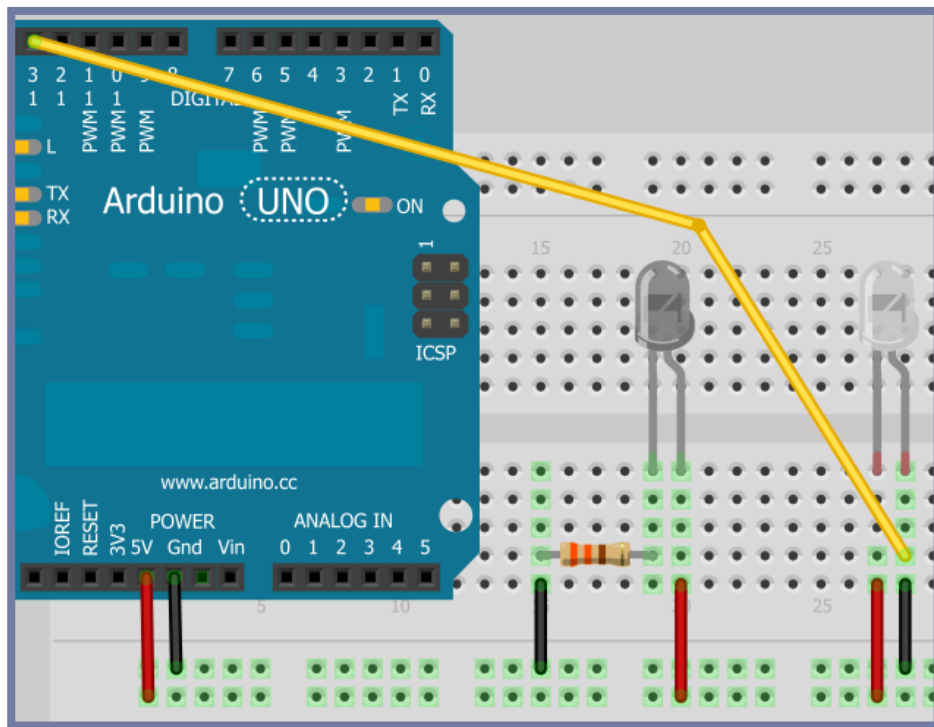 3 2 1 0 9 8 7 6 5 4 3 2 1 0
1 1 1 1
DIGITAL
PWM PWM PWM PWM PWM PWM TX RX
L
TX
RX
Arduino UNO ON
1
15 20 25
ICSP
www.arduino.cc
POWER ANALOG IN
IOREF RESET 3V3 5V Gnd Vin 0 1 2 3 4 5
5 10 25